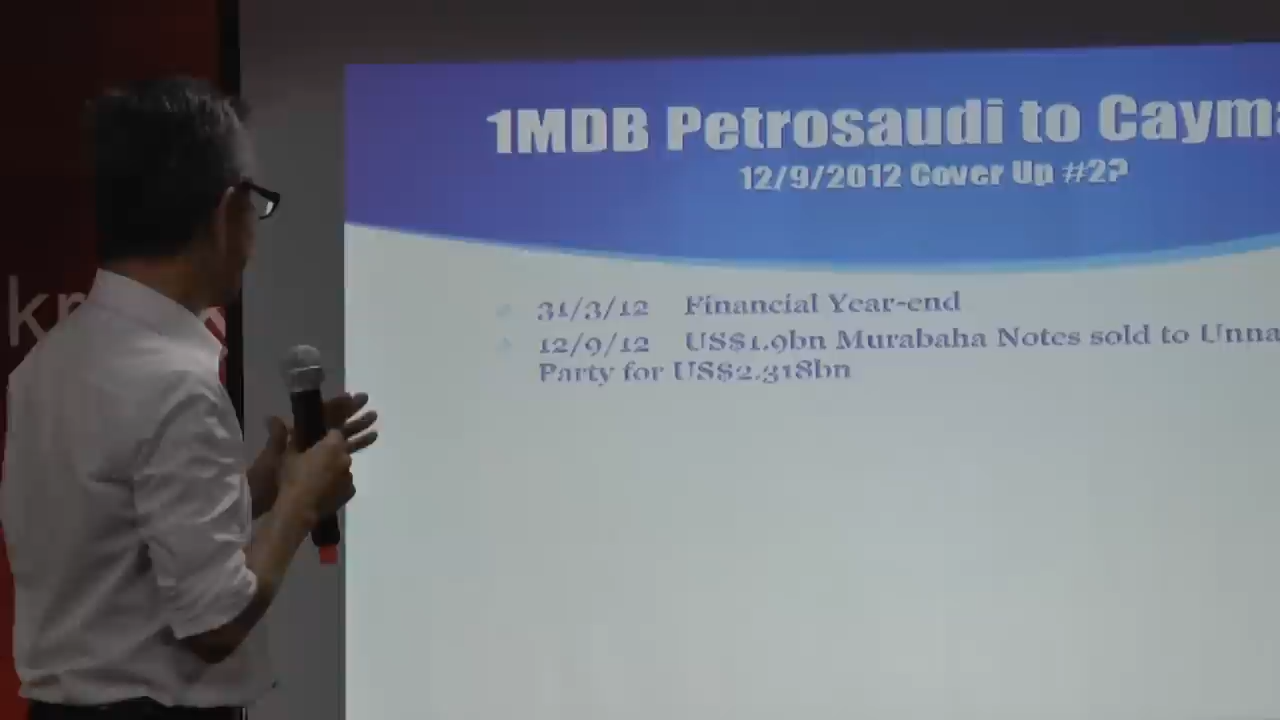 1MDB Petrosaudi to Cayma
12/9/2012 Cover Up #2?
31/3/12 Financial Year-end
12/9/12 US$1.9bn Murabaha Notes sold to Unna
Party for US$2.318bn